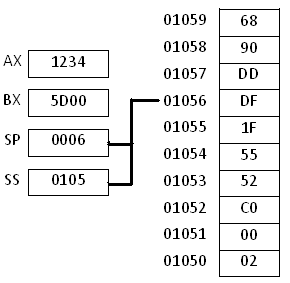 01059 68
01058 90
AX 1234
01057 DD
BX 5D00
01056 DF
SP 0006
01055 1F
01054 55
SS 0105
01053 52
01052 C0
01051 00
01050 02